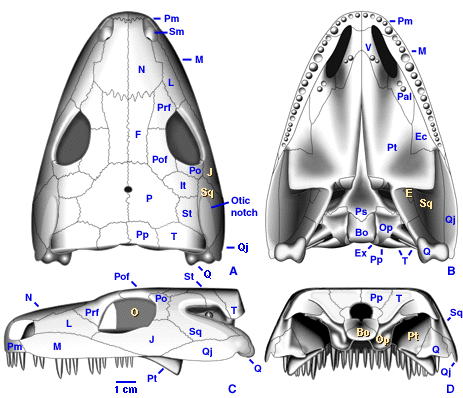 Pm
Sm
M
N
L
Prf
F
Pof
Po
J
It
Sq
P
St
Otic
notch
Pp
T
Qj
Q
A
Pm
V
M
Pal
Ec
Pt
E
Sq
Ps
Qj
Bo
Op
Ex
Pp
T
Q
B
Pof
St
N
Prf
Po
O
T
L
Sq
Pm
M
J
Qj
Q
Pt
1 cm
C
Pp
T
Sq
Bo
Op
Pt
Q
Qj
D